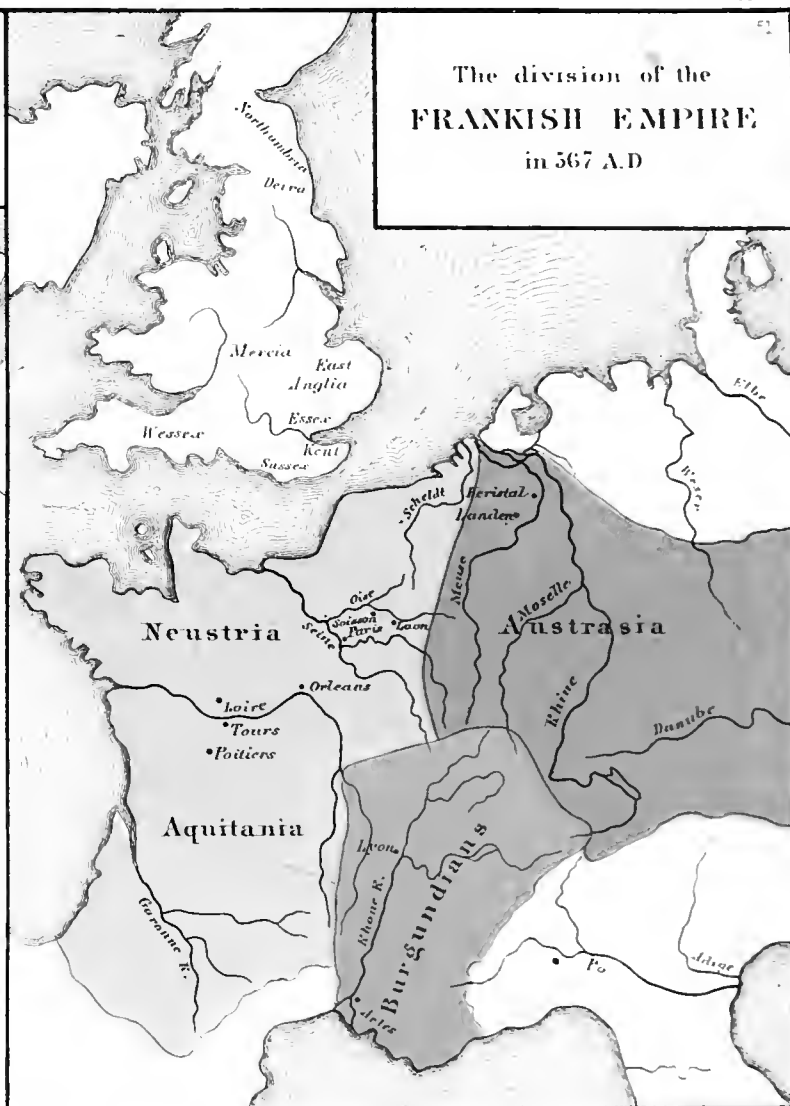 52
The division of the
FRANKISH EMPIRE
in 567 A.D
Northumbria
Deira
Mercia
East
Anglia
Essex
Wessex
Kent
Sussex
Elbe
Weser
Scheldt
Heristal
Landen
Meuse
Moselle
Oise
Soisson
Laon
Paris
Seine
Neustria
Austrasia
Rhine
Orleans
Loire
Tours
Poitiers
Danube
Aquitania
Lyon
Rhone R.
Burgundians
Garonne R.
Po
Adige
Arles